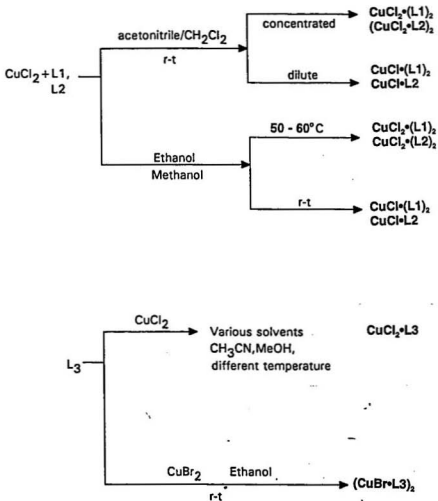 acetonitrile/CH₂Cl₂
r-t
concentrated
CuCl₂•(L1)₂
(CuCl₂•L2)₂
CuCl₂+L1,
L2
dilute
CuCl•(L1)₂
CuCl•L2
50 - 60°C
CuCl₂•(L1)₂
CuCl₂•(L2)₂
Ethanol
Methanol
r-t
CuCl•(L1)₂
CuCl•L2
L₃
CuCl₂
Various solvents
CH₃CN,MeOH,
different temperature
CuCl₂•L3
CuBr₂ Ethanol
r-t
(CuBr•L3)₂